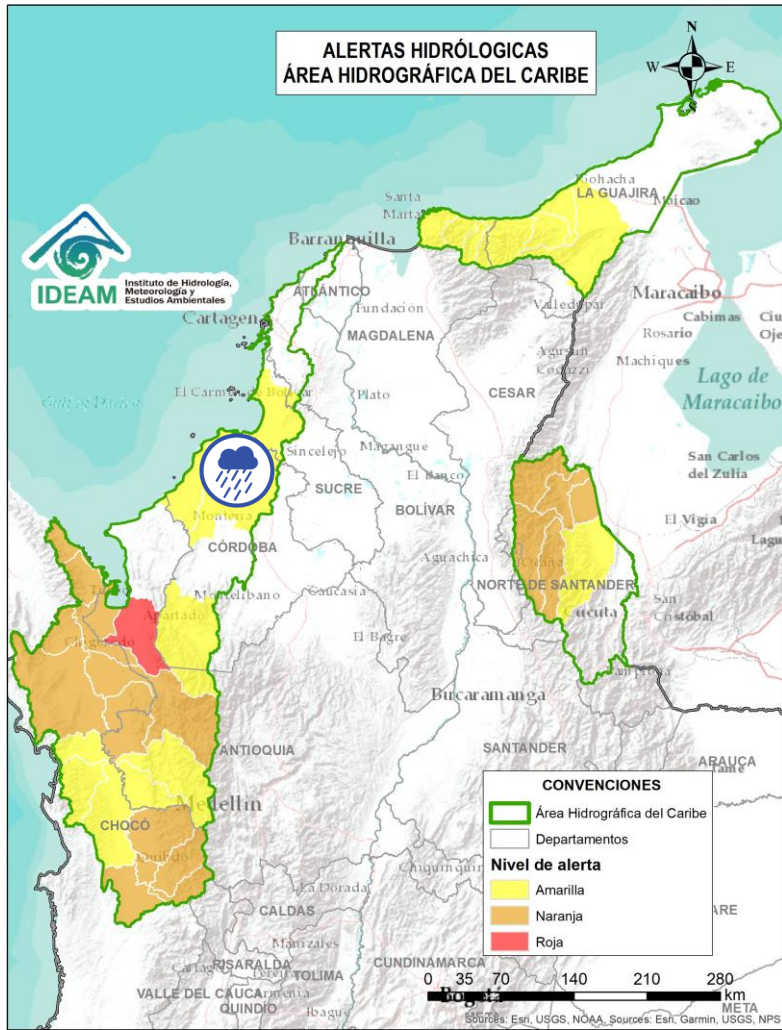 ALERTAS HIDRÓLOGICAS
ÁREA HIDROGRÁFICA DEL CARIBE
N
W
E
S
Riohacha
LA GUAJIRA
Maicao
Santa
Marta
Barranquilla
IDEAM
Instituto de Hidrología,
Meteorología y
Estudios Ambientales
ATLÁNTICO
Maracaibo
Cartagena
Fundación
Valledupar
Cabimas
MAGDALENA
Rosario
Agustín
Codazzi
Machiques
CESAR
Lago de
Maracaibo
El Carmen de Bolívar
Plato
Sincelejo
Magangue
San Carlos
del Zulia
El Banco
SUCRE
BOLÍVAR
Montería
El Vigía
CÓRDOBA
Aguachica
Ocaña
NORTE DE SANTANDER
Montelíbano
Caucasia
Apartadó
Cúcuta
San
Cristóbal
El Bagre
Bucaramanga
Pamplona
ANTIOQUIA
SANTANDER
ARAUCA
Medellín
CHOCÓ
Quibdó
CONVENCIONES
Área Hidrográfica del Caribe
Departamentos
Nivel de alerta
Amarilla
Naranja
Roja
La Dorada
CALDAS
Manizales
RISARALDA
CUNDINAMARCA
TOLIMA
VALLE DEL CAUCA
Armenia
QUINDÍO
Ibague
Bogotá
META
0 35 70 140 210 280
km
Sources: Esri, USGS, NOAA, Sources: Esri, Garmin, USGS, NPS